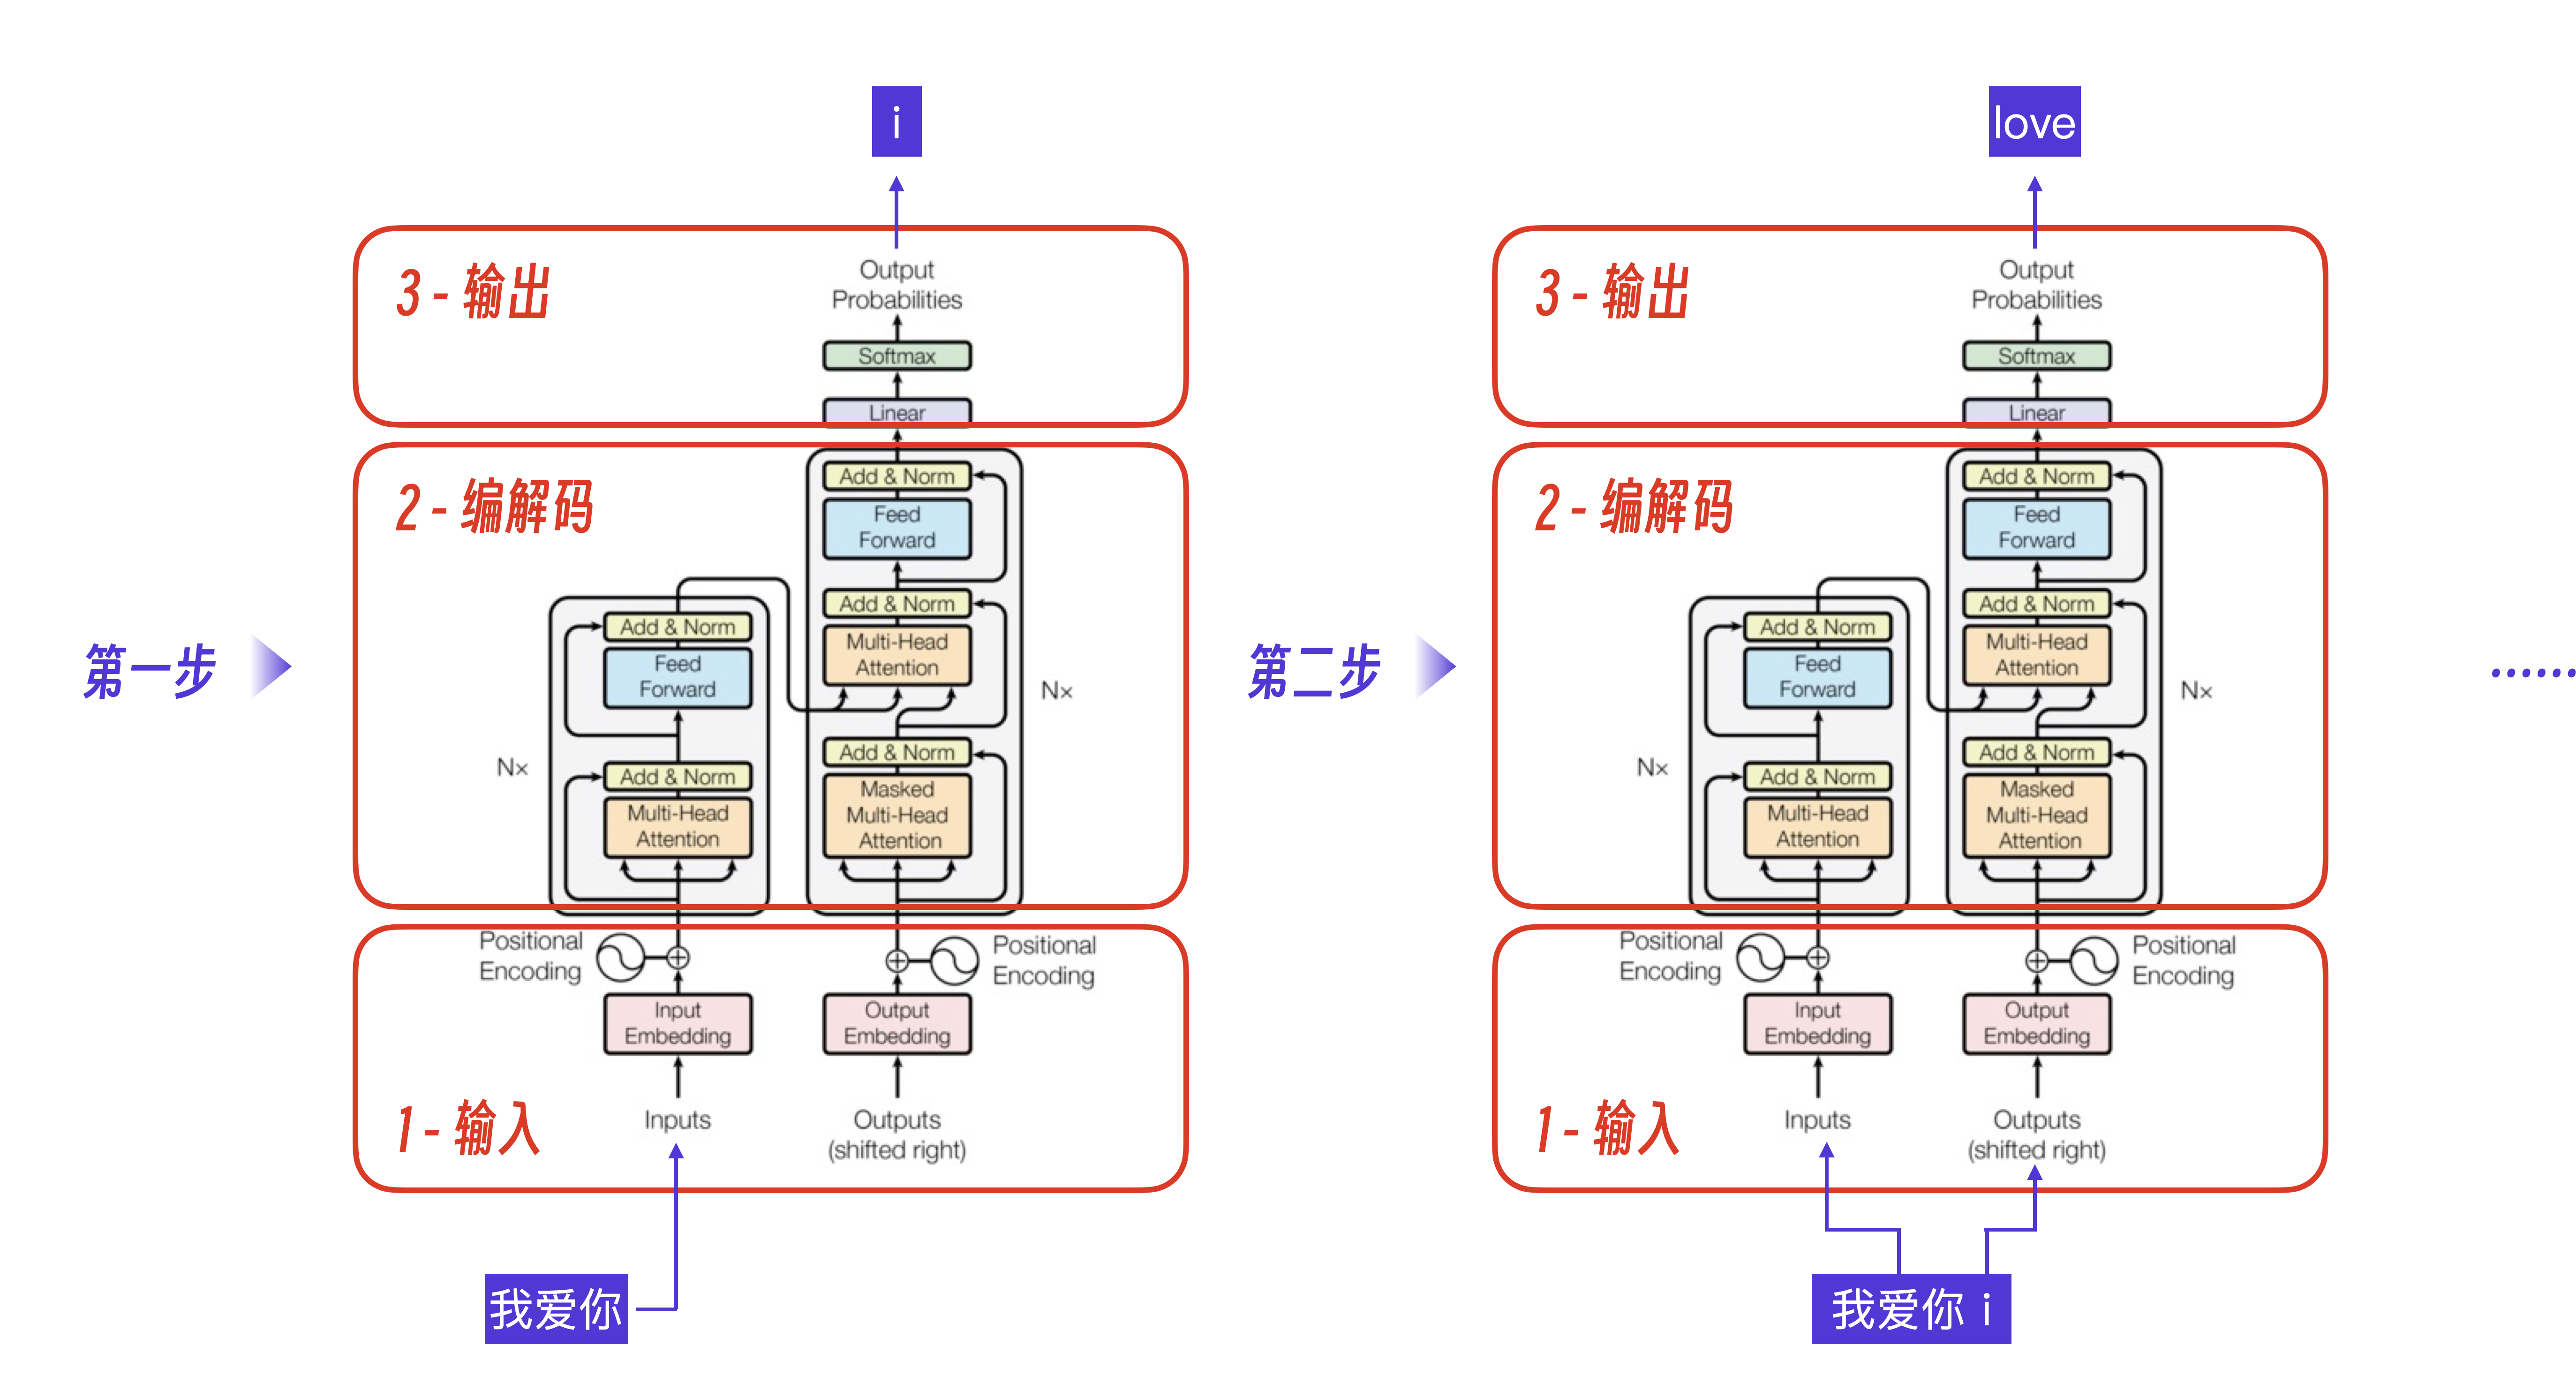 第一步
i
3 - 输出
Output
Probabilities
Softmax
Linear
2 - 编解码
Add & Norm
Feed
Forward
Add & Norm
Multi-Head
Attention
Nx
Add & Norm
Masked
Multi-Head
Attention
Add & Norm
Feed
Forward
Nx
Add & Norm
Multi-Head
Attention
Positional
Encoding
Positional
Encoding
Input
Embedding
Output
Embedding
1 - 输入
Inputs
Outputs
(shifted right)
我爱你
第二步
love
3 - 输出
Output
Probabilities
Softmax
Linear
2 - 编解码
Add & Norm
Feed
Forward
Add & Norm
Multi-Head
Attention
Nx
Add & Norm
Masked
Multi-Head
Attention
Add & Norm
Feed
Forward
Nx
Add & Norm
Multi-Head
Attention
Positional
Encoding
Positional
Encoding
Input
Embedding
Output
Embedding
1 - 输入
Inputs
Outputs
(shifted right)
我爱你 i
......